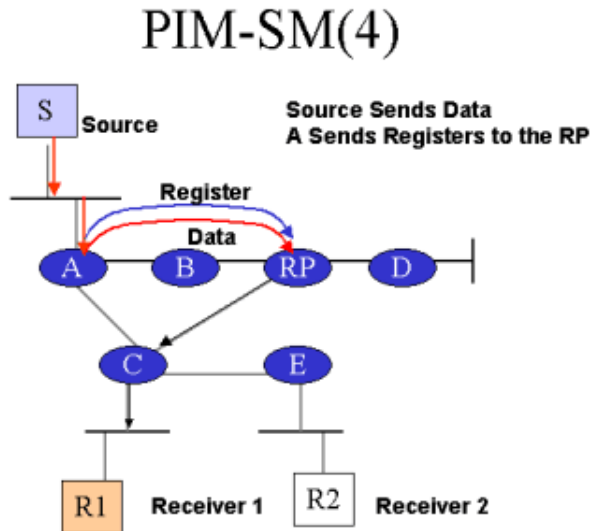 PIM-SM(4)
S
Source
Source Sends Data
A Sends Registers to the RP
Register
Data
A
B
RP
D
C
E
R1
Receiver 1
R2
Receiver 2